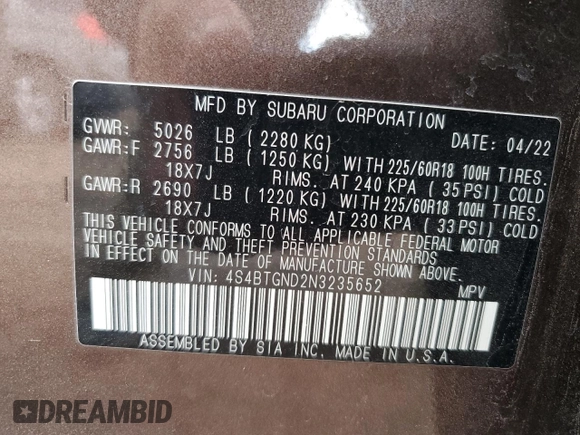 MFD BY SUBARU CORPORATION
GVWR: 5026 LB ( 2280 KG) DATE: 04/22
GAWR:F 2756 LB ( 1250 KG) WITH 225/60R18 100H TIRES.
18X7J RIMS. AT 240 KPA ( 35 PSI) COLD
GAWR:R 2690 LB ( 1220 KG) WITH 225/60R18 100H TIRES.
18X7J RIMS. AT 230 KPA ( 33 PSI) COLD
THIS VEHICLE CONFORMS TO ALL APPLICABLE FEDERAL MOTOR
VEHICLE SAFETY AND THEFT PREVENTION STANDARDS
IN EFFECT ON THE DATE OF MANUFACTURE SHOWN ABOVE.
VIN: 4S4BTGND2N3235652 MPV
ASSEMBLED BY SIA INC. MADE IN U.S.A.
DREAMBID